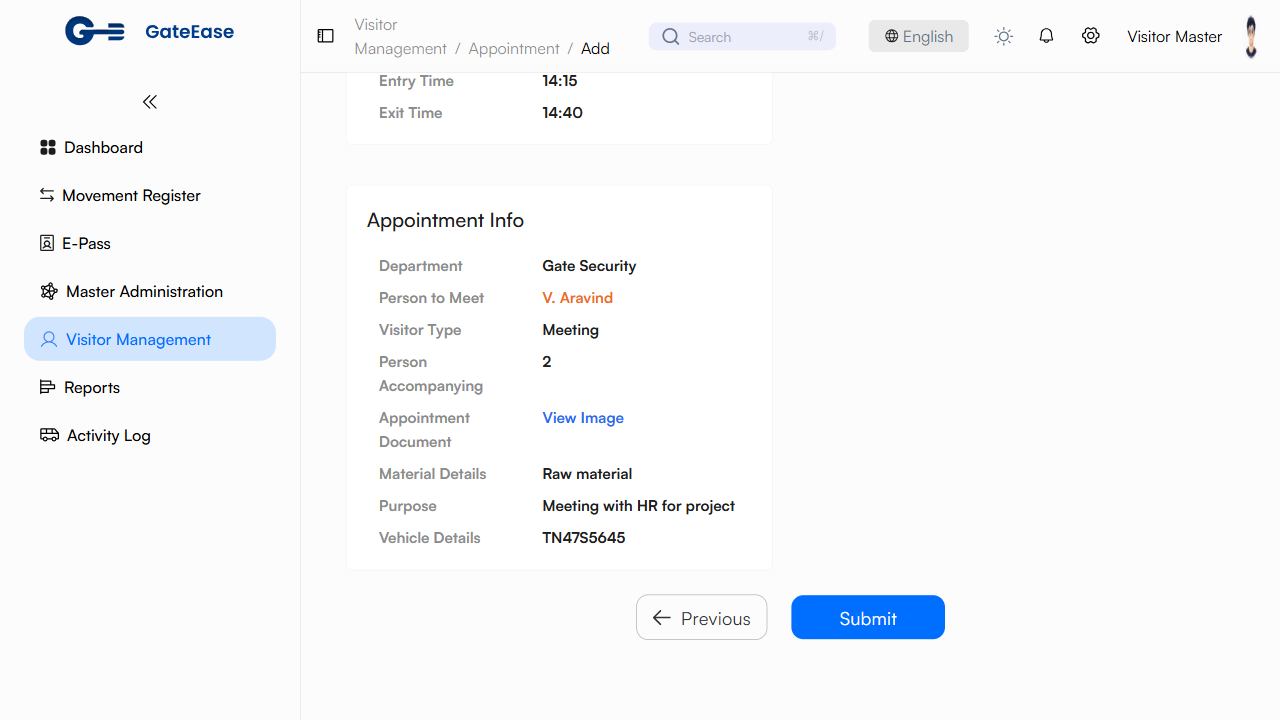 GateEase
Visitor
Management / Appointment / Add
Search
⌘/
English
Visitor Master
Dashboard
Movement Register
E-Pass
Master Administration
Visitor Management
Reports
Activity Log
Entry Time 14:15
Exit Time 14:40
Appointment Info
Department Gate Security
Person to Meet V. Aravind
Visitor Type Meeting
Person 2
Accompanying
Appointment View Image
Document
Material Details Raw material
Purpose Meeting with HR for project
Vehicle Details TN47S5645
Previous
Submit